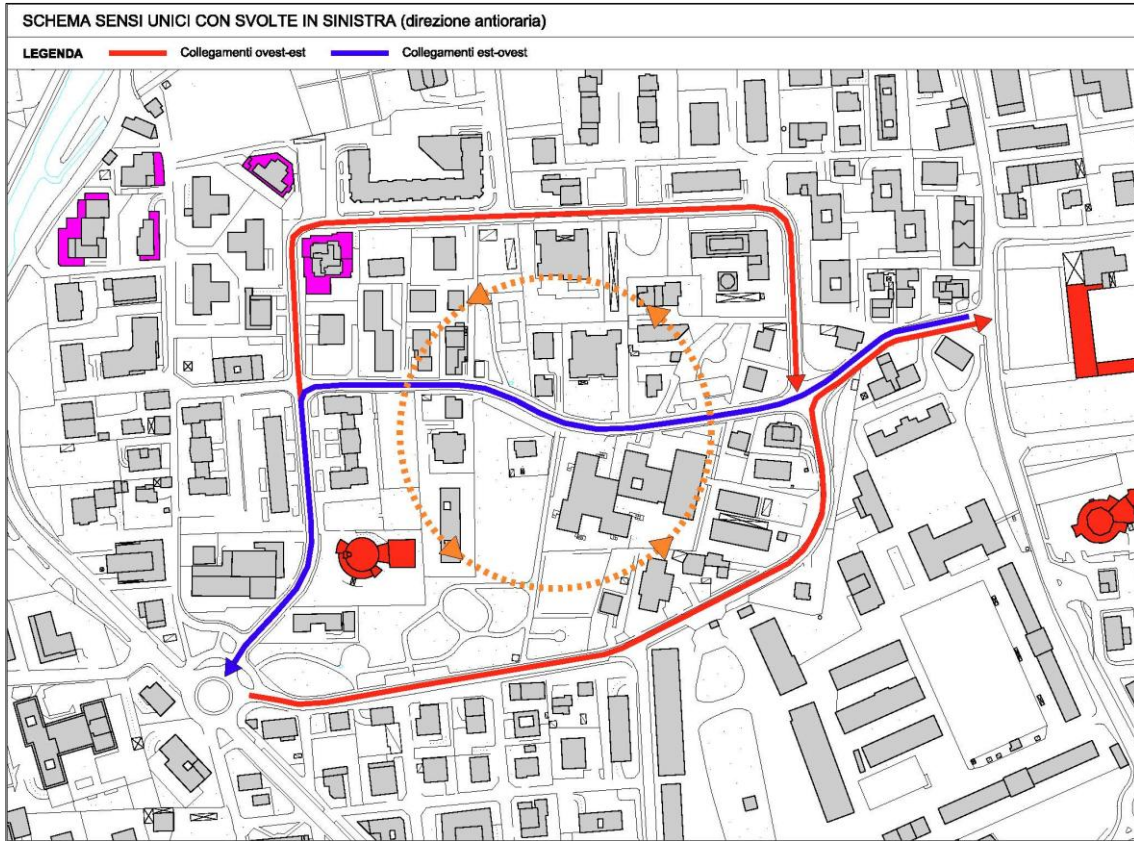 SCHEMA SENSI UNICI CON SVOLTE IN SINISTRA (direzione antioraria)
LEGENDA Collegamenti ovest-est Collegamenti est-ovest